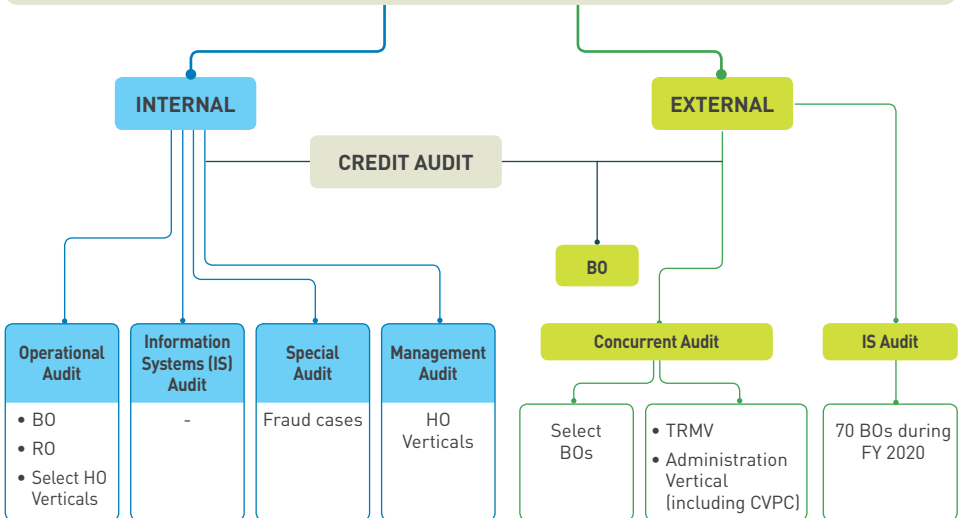 INTERNAL
EXTERNAL
CREDIT AUDIT
BO
Operational
Audit
• BO
• RO
• Select HO
Verticals
Information
Systems (IS)
Audit
-
Special
Audit
Fraud cases
Management
Audit
HO
Verticals
Concurrent Audit
Select
BOs
• TRMV
• Administration
Vertical
(including CVPC)
IS Audit
70 BOs during
FY 2020